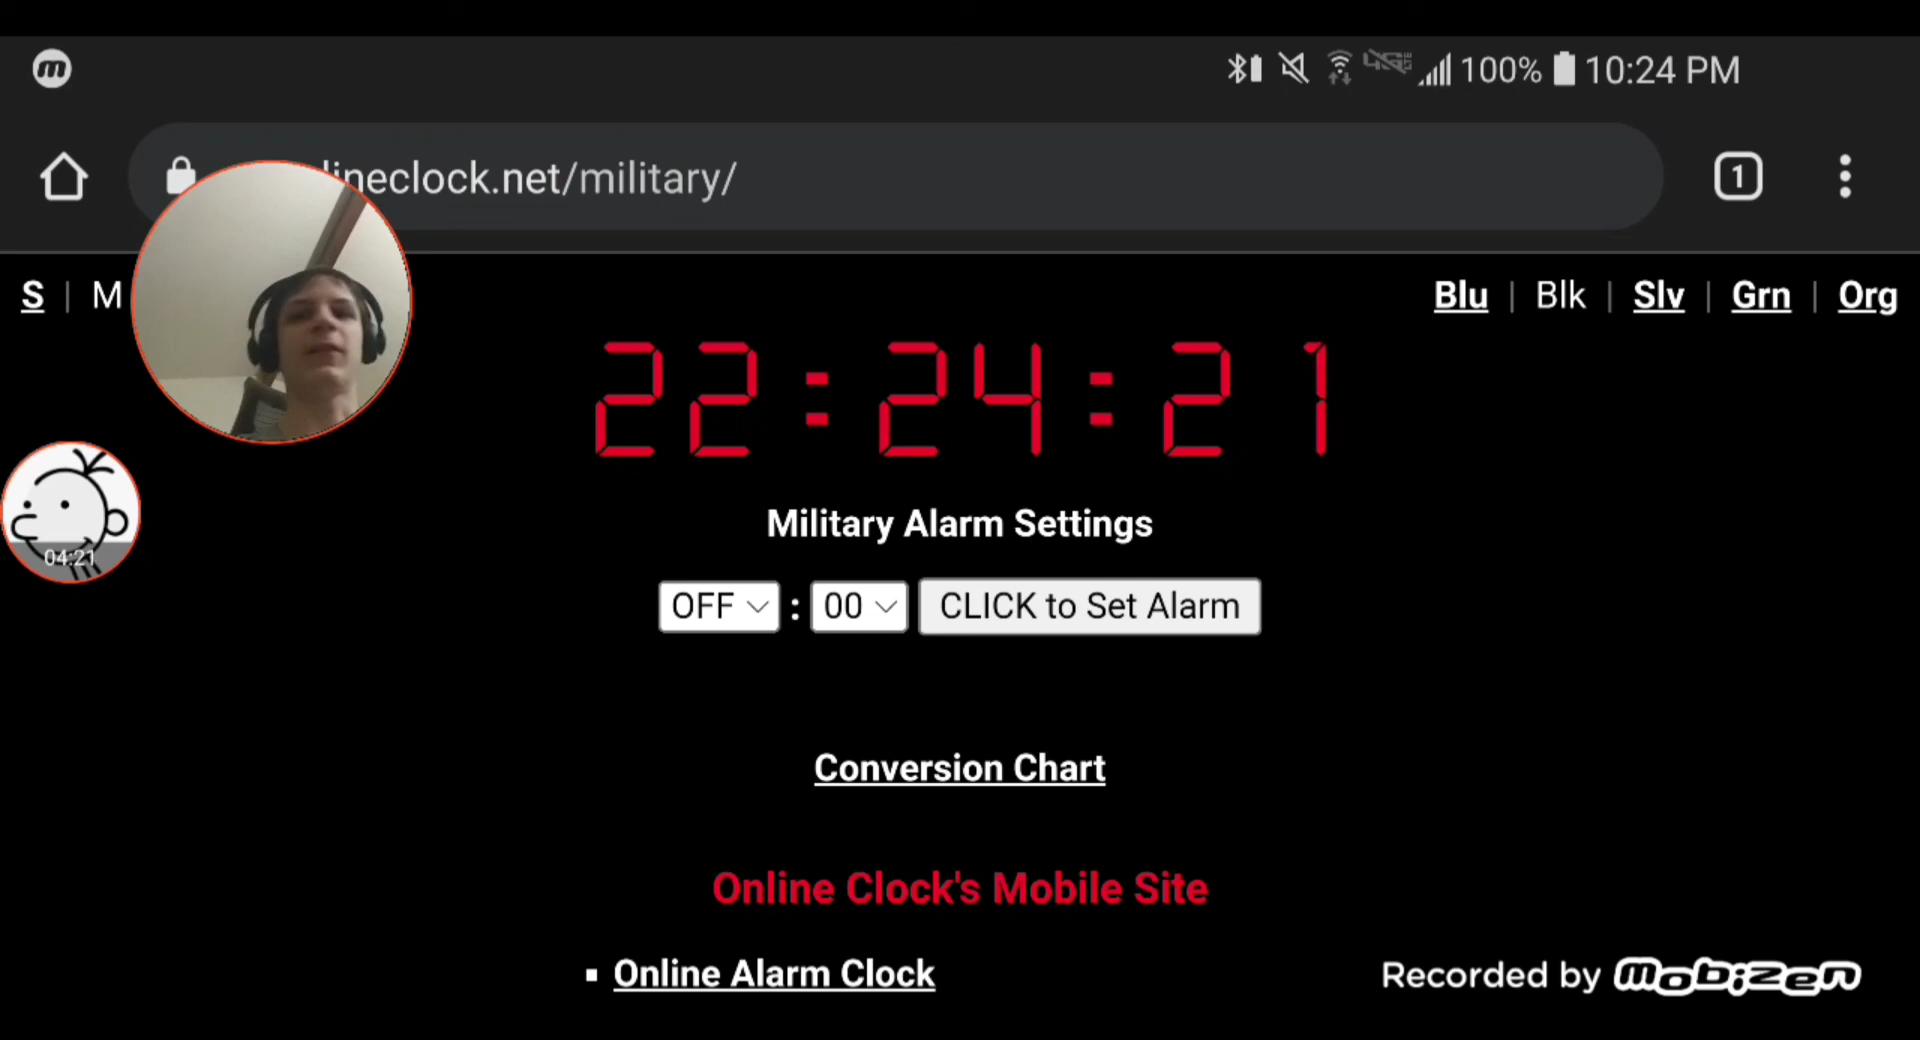 100% 10:24 PM
lineclock.net/military/
1
S | M
Blu | Blk | Slv | Grn | Org
22:24:21
04:21
Military Alarm Settings
OFF : 00 CLICK to Set Alarm
Conversion Chart
Online Clock's Mobile Site
▪ Online Alarm Clock
Recorded by mobizen